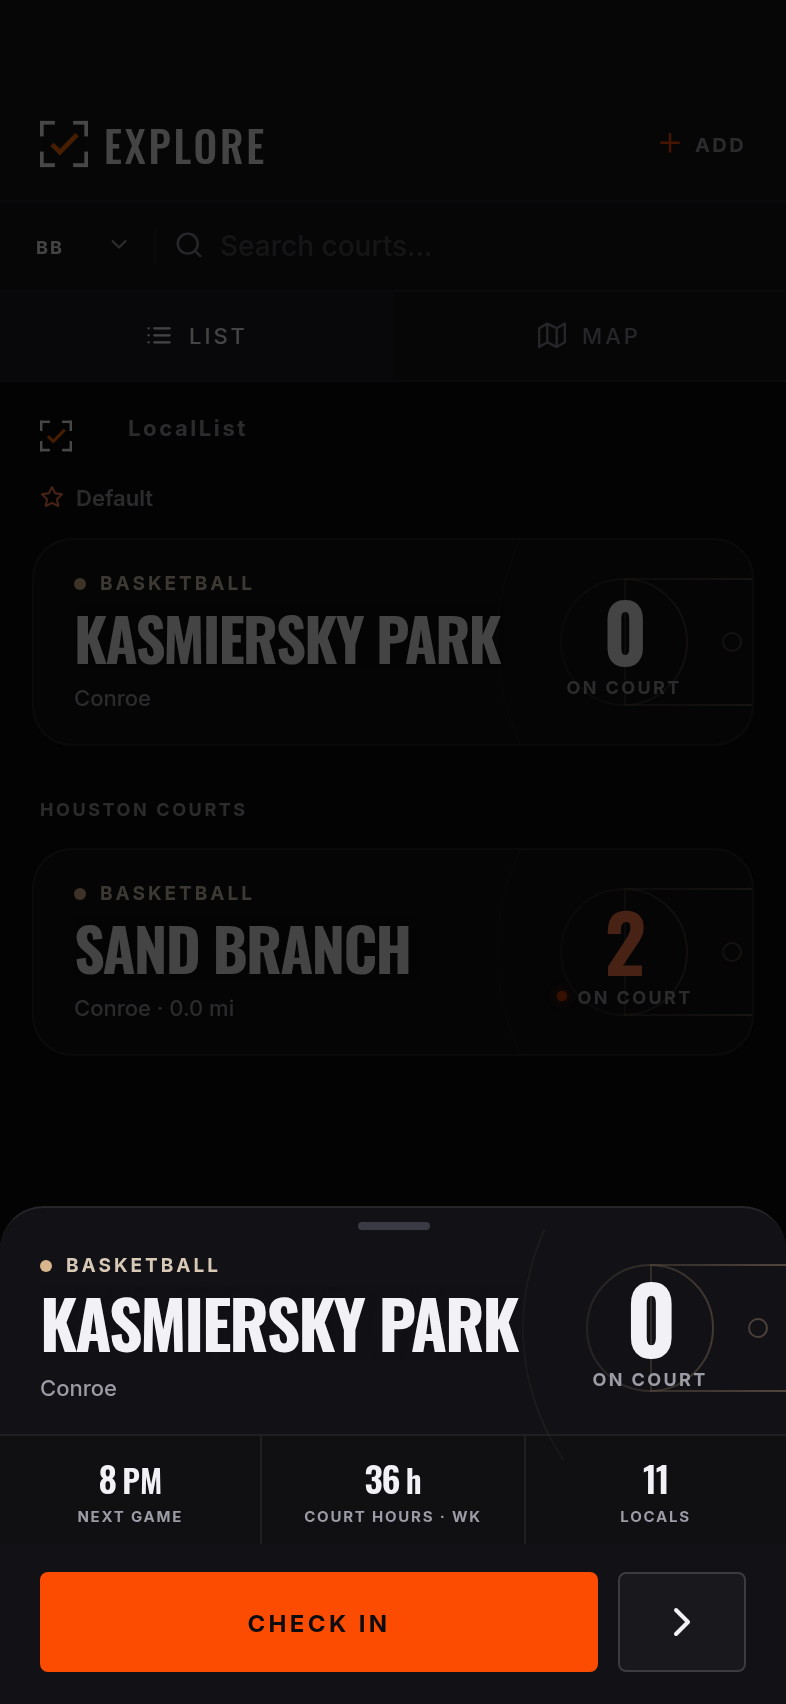 EXPLORE
ADD
BB
Search courts...
LIST
MAP
LocalList
Default
BASKETBALL
KASMIERSKY PARK
Conroe
0
ON COURT
HOUSTON COURTS
BASKETBALL
SAND BRANCH
Conroe · 0.0 mi
2
ON COURT
BASKETBALL
KASMIERSKY PARK
Conroe
0
ON COURT
8 PM
NEXT GAME
36 h
COURT HOURS · WK
11
LOCALS
CHECK IN